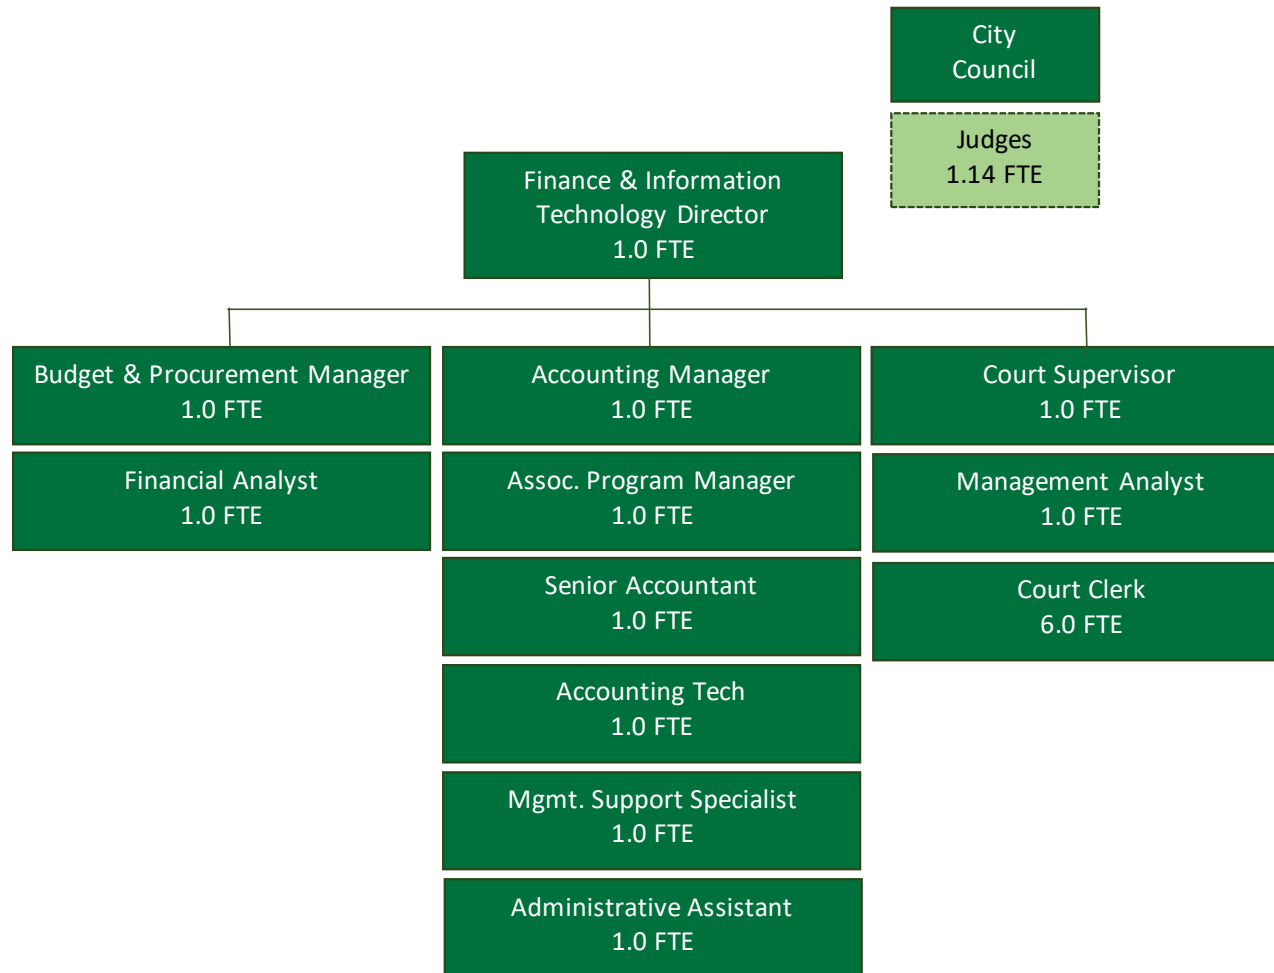 City
Council
Judges
1.14 FTE
Finance & Information
Technology Director
1.0 FTE
Budget & Procurement Manager
1.0 FTE
Financial Analyst
1.0 FTE
Accounting Manager
1.0 FTE
Assoc. Program Manager
1.0 FTE
Senior Accountant
1.0 FTE
Accounting Tech
1.0 FTE
Mgmt. Support Specialist
1.0 FTE
Administrative Assistant
1.0 FTE
Court Supervisor
1.0 FTE
Management Analyst
1.0 FTE
Court Clerk
6.0 FTE